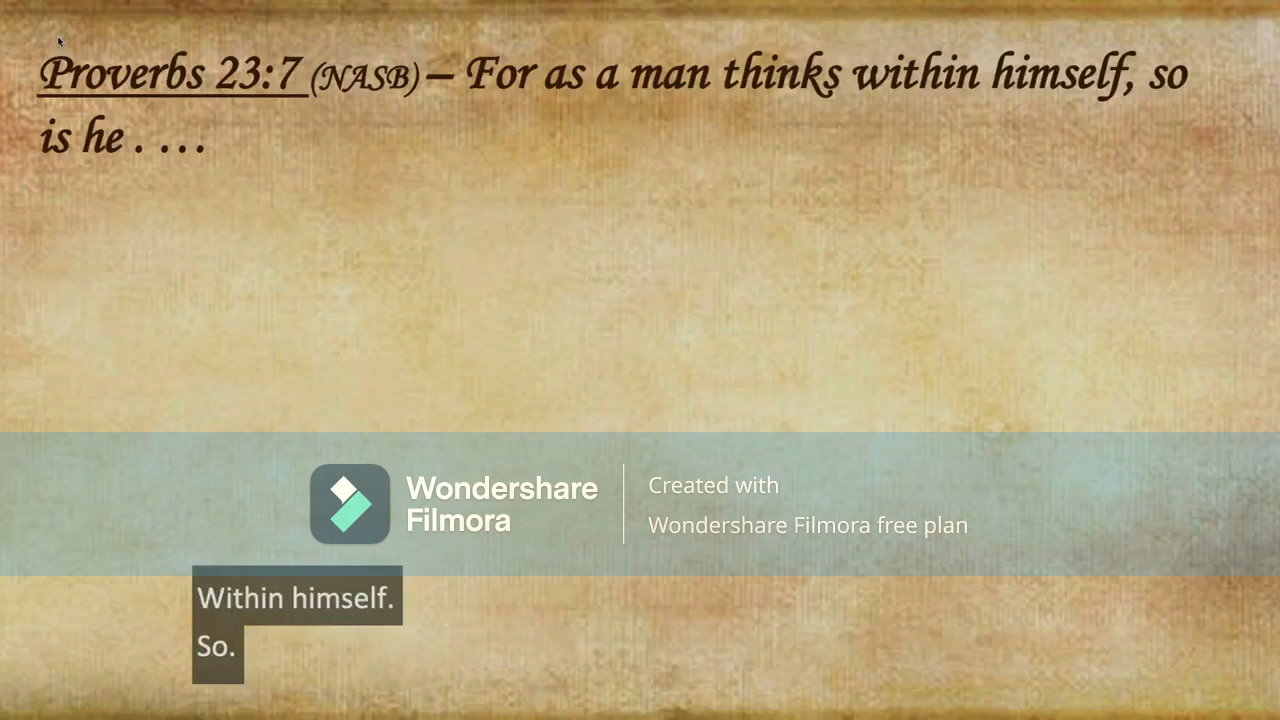 Proverbs 23:7 (NASB) – For as a man thinks within himself, so
is he . . . .
Wondershare
Filmora
Created with
Wondershare Filmora free plan
Within himself.
So.